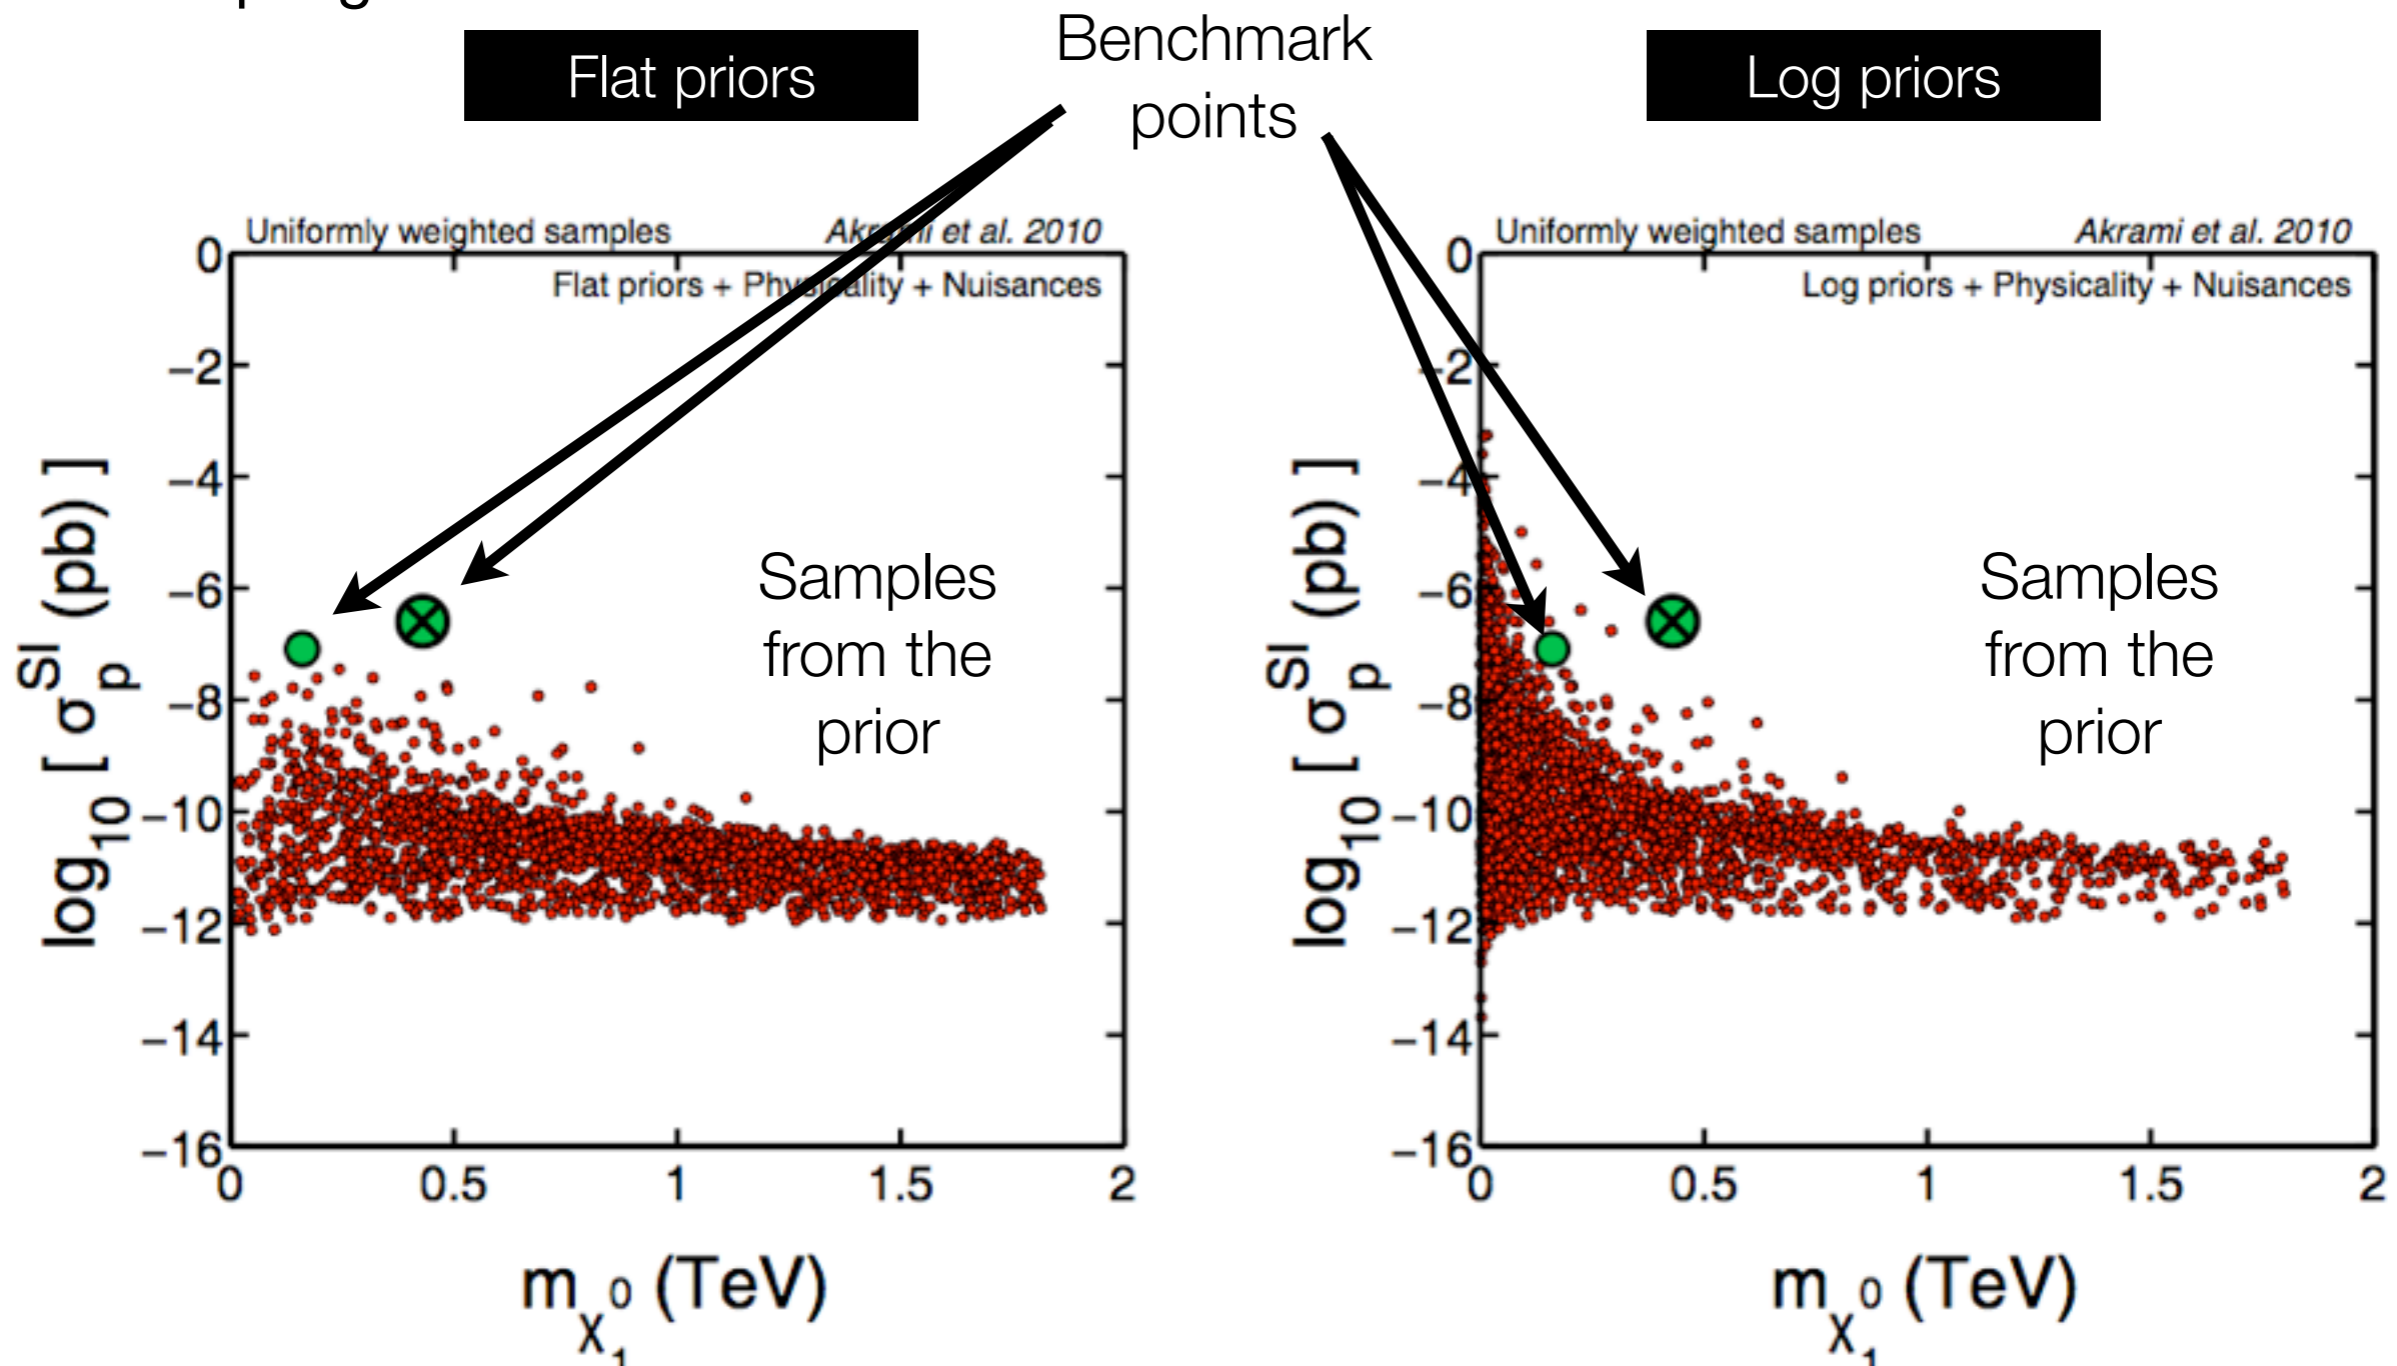 Flat priors
Benchmark
points
Log priors
Uniformly weighted samples
Akrami et al. 2010
Flat priors + Physicality + Nuisances
0
−2
−4
−6
−8
−10
−12
−14
−16
0
0.5
1
1.5
2
log10 [ σpSI (pb) ]
mχ10 (TeV)
Samples
from the
prior
Uniformly weighted samples
Akrami et al. 2010
Log priors + Physicality + Nuisances
0
−2
−4
−6
−8
−10
−12
−14
−16
0
0.5
1
1.5
2
log10 [ σpSI (pb) ]
mχ10 (TeV)
Samples
from the
prior